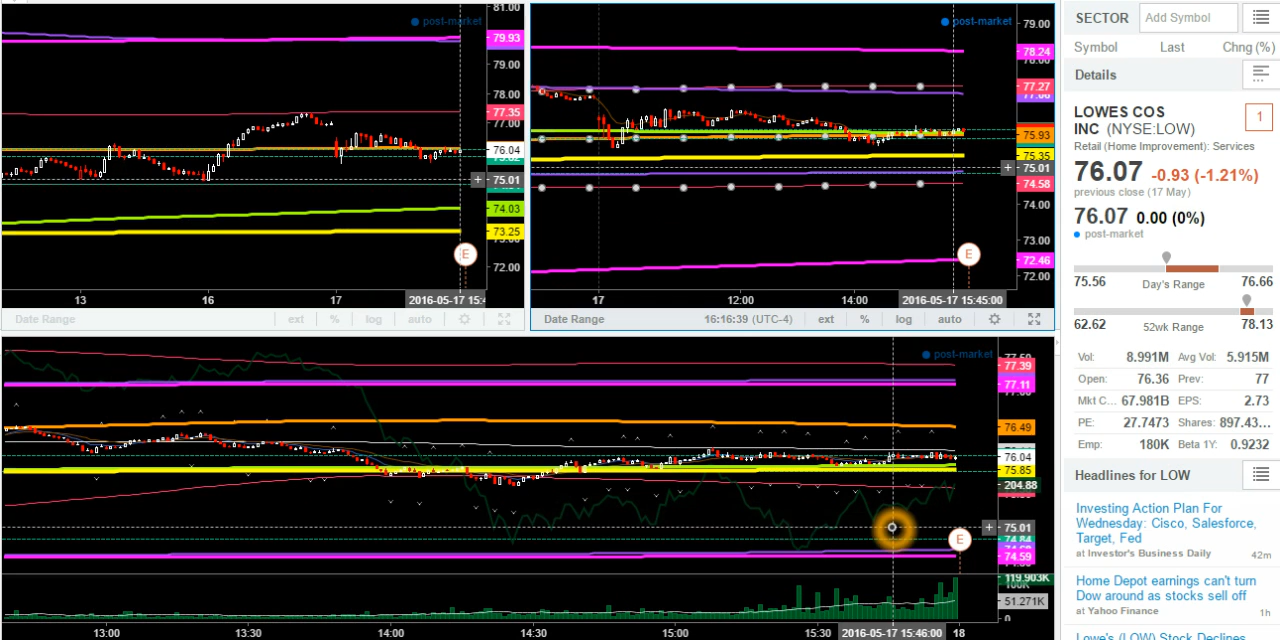 81.00
post-market
79.93
79.00
78.00
77.35
77.00
76.04
75.01
74.03
73.25
73.00
72.00
E
13
16
17
2016-05-17 15:4
Date Range
ext
%
log
auto
post-market
79.00
78.24
78.00
77.27
75.93
75.35
75.01
74.58
74.00
73.00
72.46
72.00
E
17
12:00
14:00
2016-05-17 15:45:00
Date Range
16:16:39 (UTC-4)
ext
%
log
auto
post-market
77.50
77.39
77.11
76.49
76.04
75.85
204.88
75.01
74.84
74.59
E
119.903K
51.271K
0
13:00
13:30
14:00
14:30
15:00
15:30
2016-05-17 15:46:00
18
SECTOR
Add Symbol
Symbol Last Chng (%)
Details
LOWES COS
INC (NYSE:LOW)
1
Retail (Home Improvement): Services
76.07 -0.93 (-1.21%)
previous close (17 May)
76.07 0.00 (0%)
post-market
75.56 Day's Range 76.66
62.62 52wk Range 78.13
Vol: 8.991M Avg Vol: 5.915M
Open: 76.36 Prev: 77
Mkt C... 67.981B EPS: 2.73
PE: 27.7473 Shares: 897.43...
Emp: 180K Beta 1Y: 0.9232
Headlines for LOW
Investing Action Plan For
Wednesday: Cisco, Salesforce,
Target, Fed
at Investor's Business Daily 42m
Home Depot earnings can't turn
Dow around as stocks sell off
at Yahoo Finance 1h
Lowe's (LOW) Stock Declines